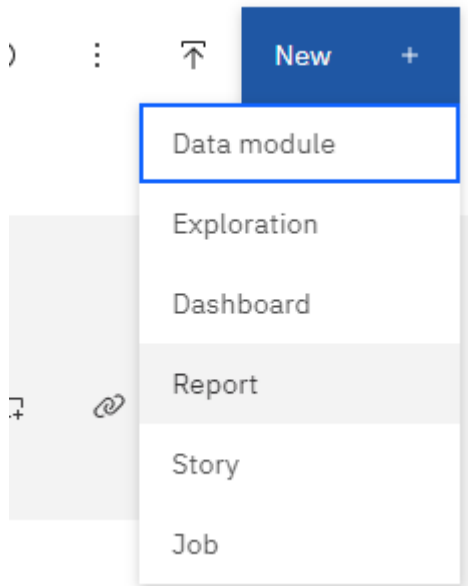 New +
Data module
Exploration
Dashboard
Report
Story
Job